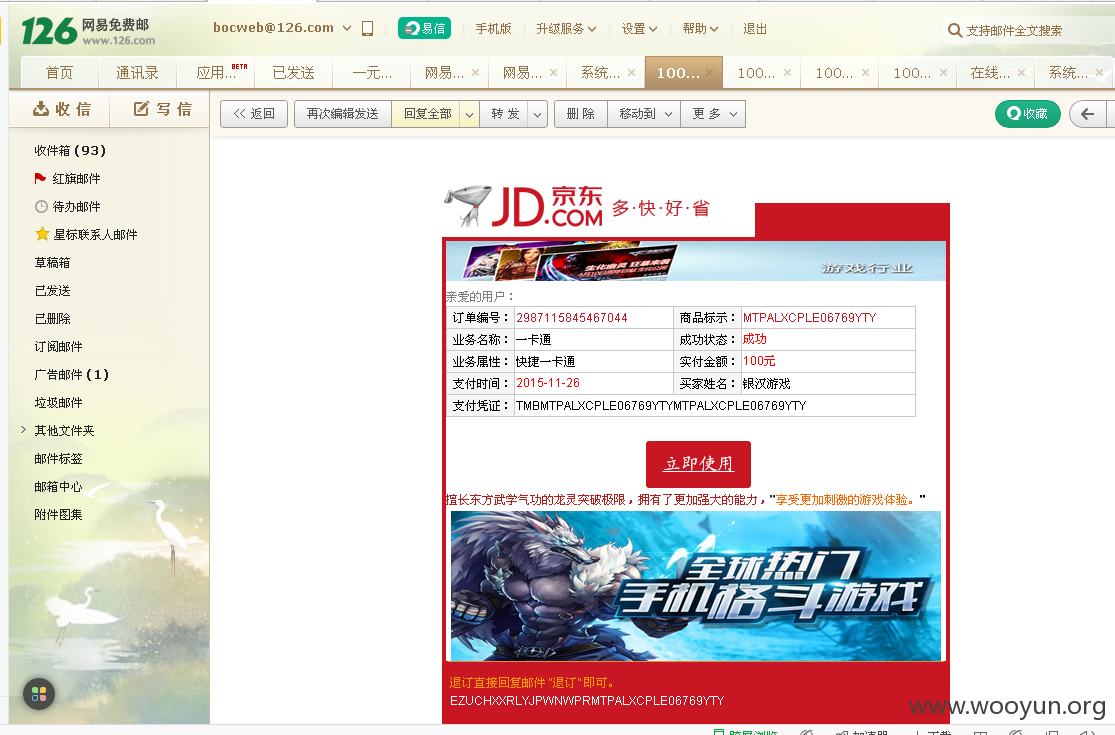 126 网易免费邮
www.126.com
bocweb@126.com 易信 手机版 升级服务 设置 帮助 退出
支持邮件全文搜索
首页 通讯录 应用... BETA 已发送 一元... 网易... × 网易... × 系统... × 100... × 100... × 100... × 100... × 在线... × 系统... ×
收 信 写 信
<< 返回 再次编辑发送 回复全部 转 发 删 除 移动到 更 多 收藏
收件箱 (93)
红旗邮件
待办邮件
星标联系人邮件
草稿箱
已发送
已删除
订阅邮件
广告邮件 (1)
垃圾邮件
其他文件夹
邮件标签
邮箱中心
附件图集
JD.COM 京东 多·快·好·省
生化幽灵 狂暴来袭
游戏行业
亲爱的用户：
订单编号： 2987115845467044 商品标示： MTPALXCPLE06769YTY
业务名称： 一卡通 成功状态： 成功
业务属性： 快捷一卡通 实付金额： 100元
支付时间： 2015-11-26 买家姓名： 银汉游戏
支付凭证： TMBMTPALXCPLE06769YTYMTPALXCPLE06769YTY
立即使用
擅长东方武学气功的龙灵突破极限，拥有了更加强大的能力，"享受更加刺激的游戏体验。"
全球热门
手机格斗游戏
退订直接回复邮件"退订"即可。
EZUCHXXRLYJPWNWPRMTPALXCPLE06769YTY
www.wooyun.org